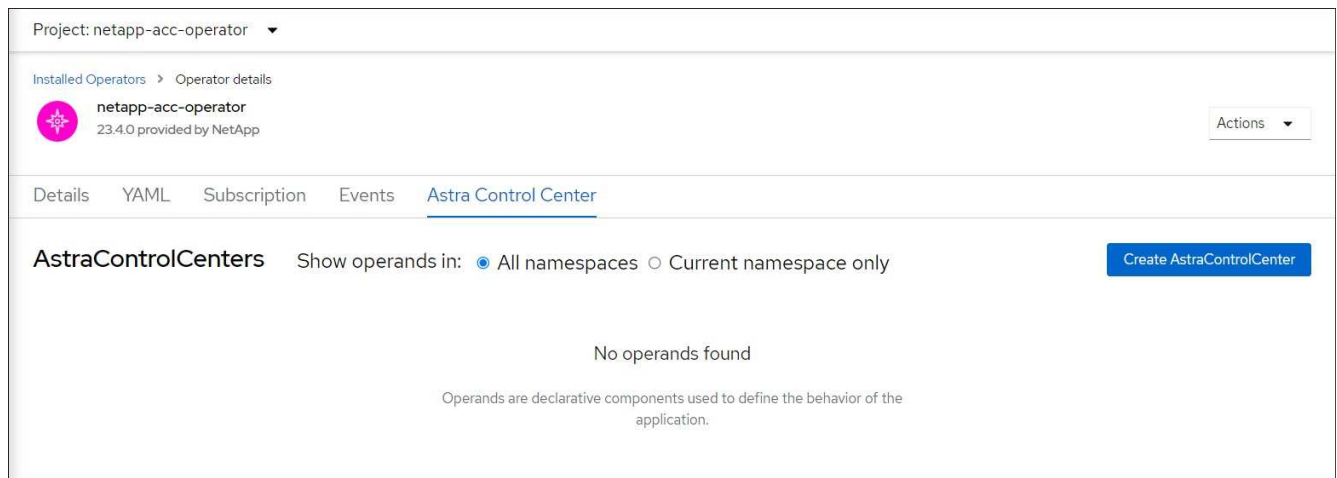 Project: netapp-acc-operator
Installed Operators > Operator details
netapp-acc-operator
23.4.0 provided by NetApp
Actions
Details YAML Subscription Events Astra Control Center
AstraControlCenters Show operands in: All namespaces Current namespace only Create AstraControlCenter
No operands found
Operands are declarative components used to define the behavior of the
application.